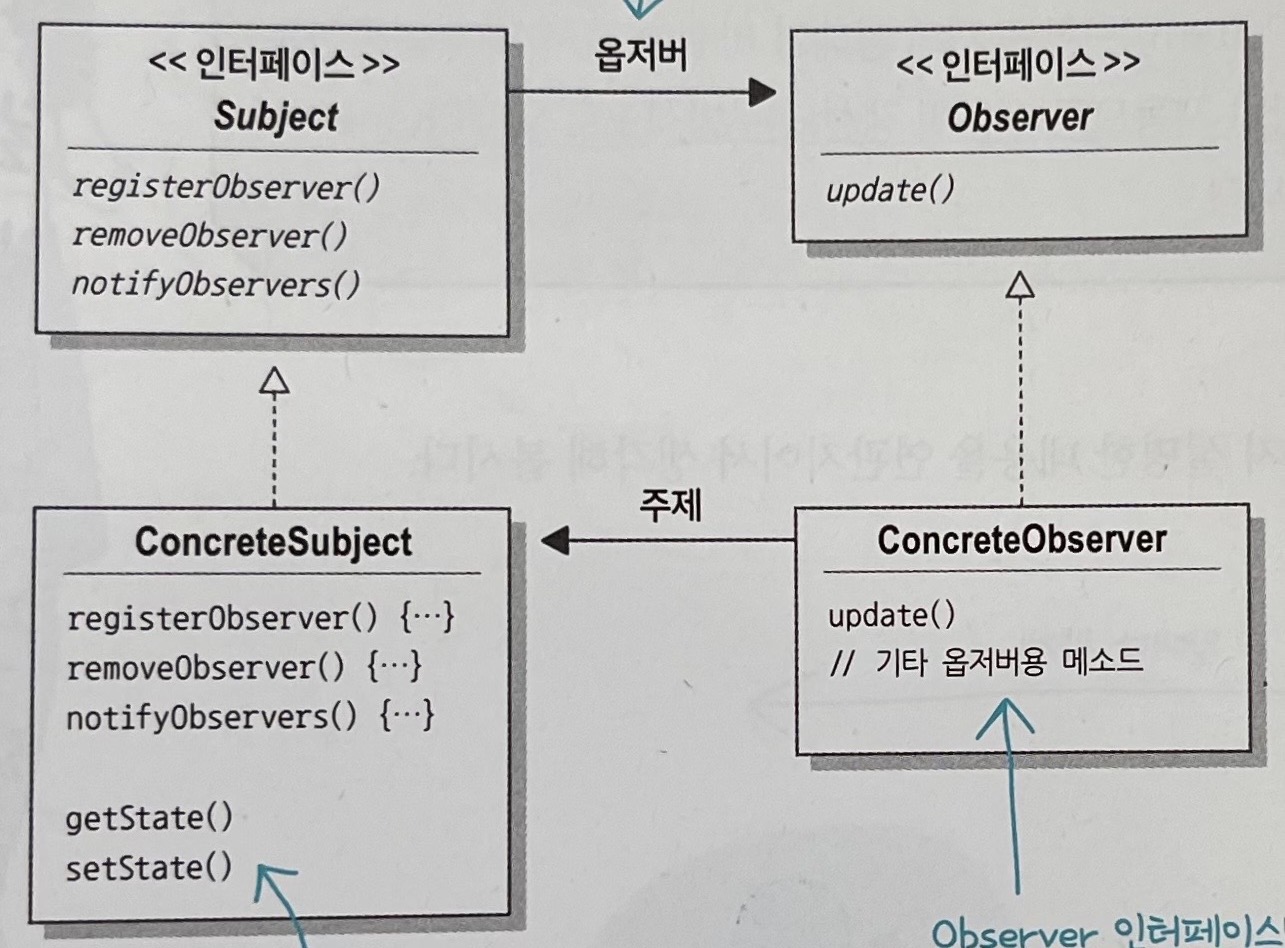 옵저버
<< 인터페이스 >>
Subject
registerObserver()
removeObserver()
notifyObservers()
<< 인터페이스 >>
Observer
update()
주제
ConcreteSubject
registerObserver() {…}
removeObserver() {…}
notifyObservers() {…}
getState()
setState()
ConcreteObserver
update()
// 기타 옵저버용 메소드
Observer 인터페이스